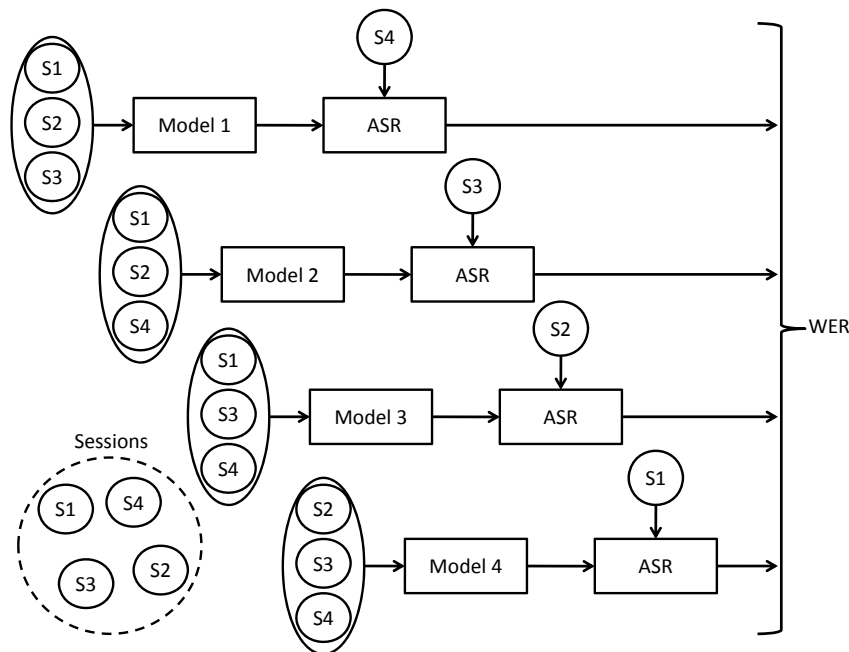 S4
S1
S2
S3
Model 1
ASR
S3
S1
S2
S4
Model 2
ASR
S2
WER
S1
S3
S4
Model 3
ASR
Sessions
S1
S4
S3
S2
S1
S2
S3
S4
Model 4
ASR